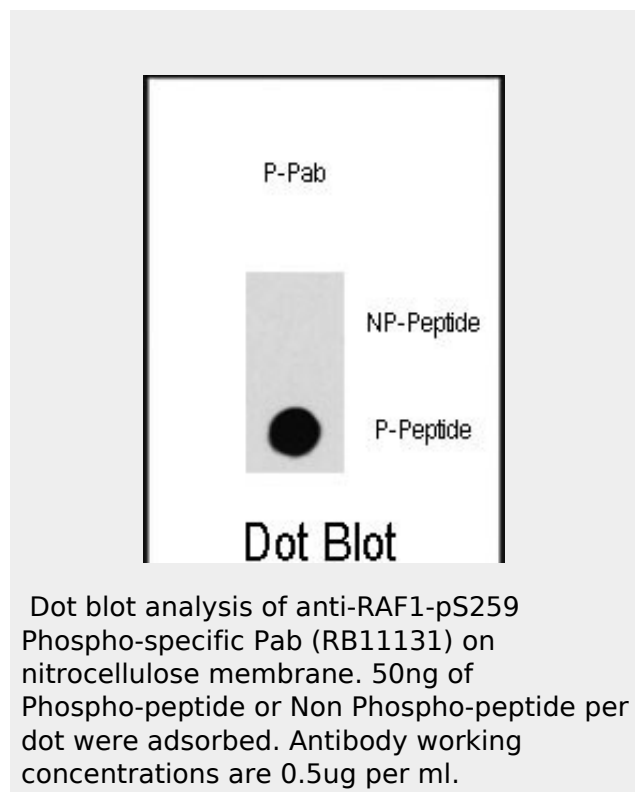 P-Pab
NP-Peptide
P-Peptide
Dot Blot
Dot blot analysis of anti-RAF1-pS259
Phospho-specific Pab (RB11131) on
nitrocellulose membrane. 50ng of
Phospho-peptide or Non Phospho-peptide per
dot were adsorbed. Antibody working
concentrations are 0.5ug per ml.